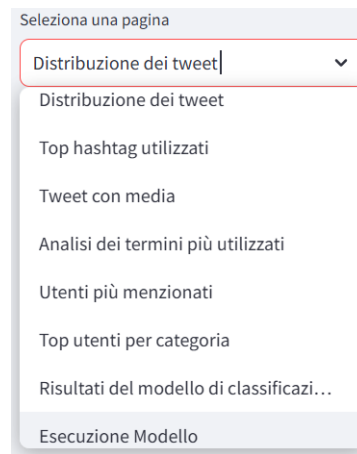 Seleziona una pagina
Distribuzione dei tweet
Distribuzione dei tweet
Top hashtag utilizzati
Tweet con media
Analisi dei termini più utilizzati
Utenti più menzionati
Top utenti per categoria
Risultati del modello di classificazi…
Esecuzione Modello